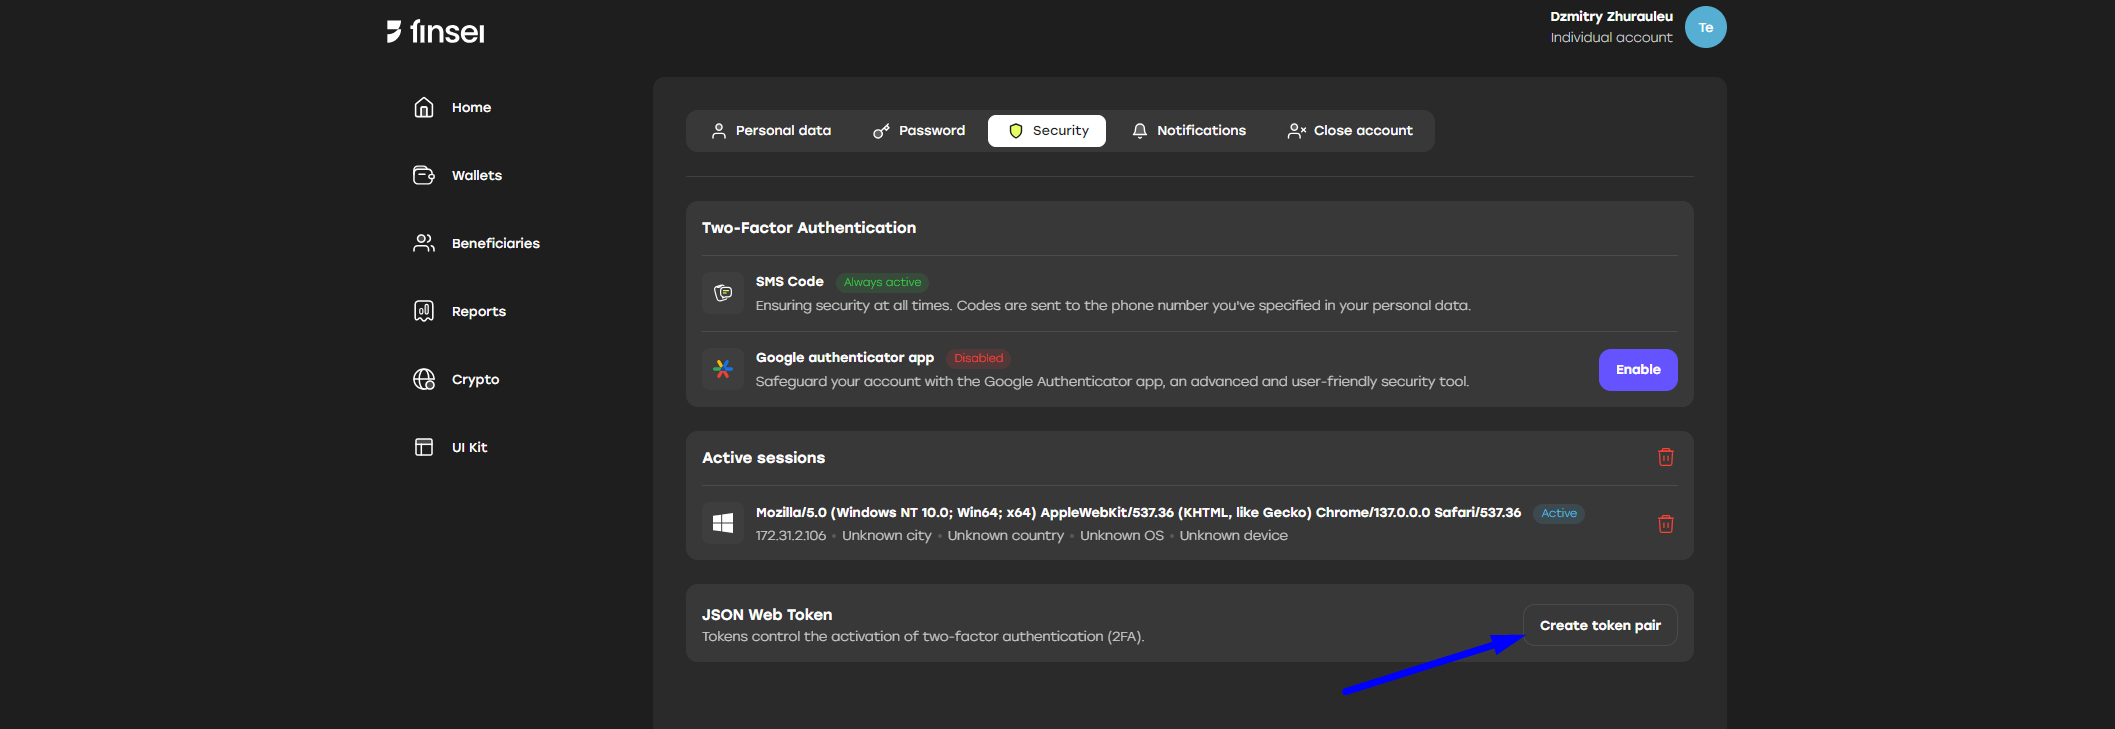 finsei
Dzmitry Zhurauleu
Individual account
Te
Home
Wallets
Beneficiaries
Reports
Crypto
UI Kit
Personal data
Password
Security
Notifications
Close account
Two-Factor Authentication
SMS Code Always active
Ensuring security at all times. Codes are sent to the phone number you've specified in your personal data.
Google authenticator app Disabled
Safeguard your account with the Google Authenticator app, an advanced and user-friendly security tool.
Enable
Active sessions
Mozilla/5.0 (Windows NT 10.0; Win64; x64) AppleWebKit/537.36 (KHTML, like Gecko) Chrome/137.0.0.0 Safari/537.36 Active
172.31.2.106 • Unknown city • Unknown country • Unknown OS • Unknown device
JSON Web Token
Tokens control the activation of two-factor authentication (2FA).
Create token pair